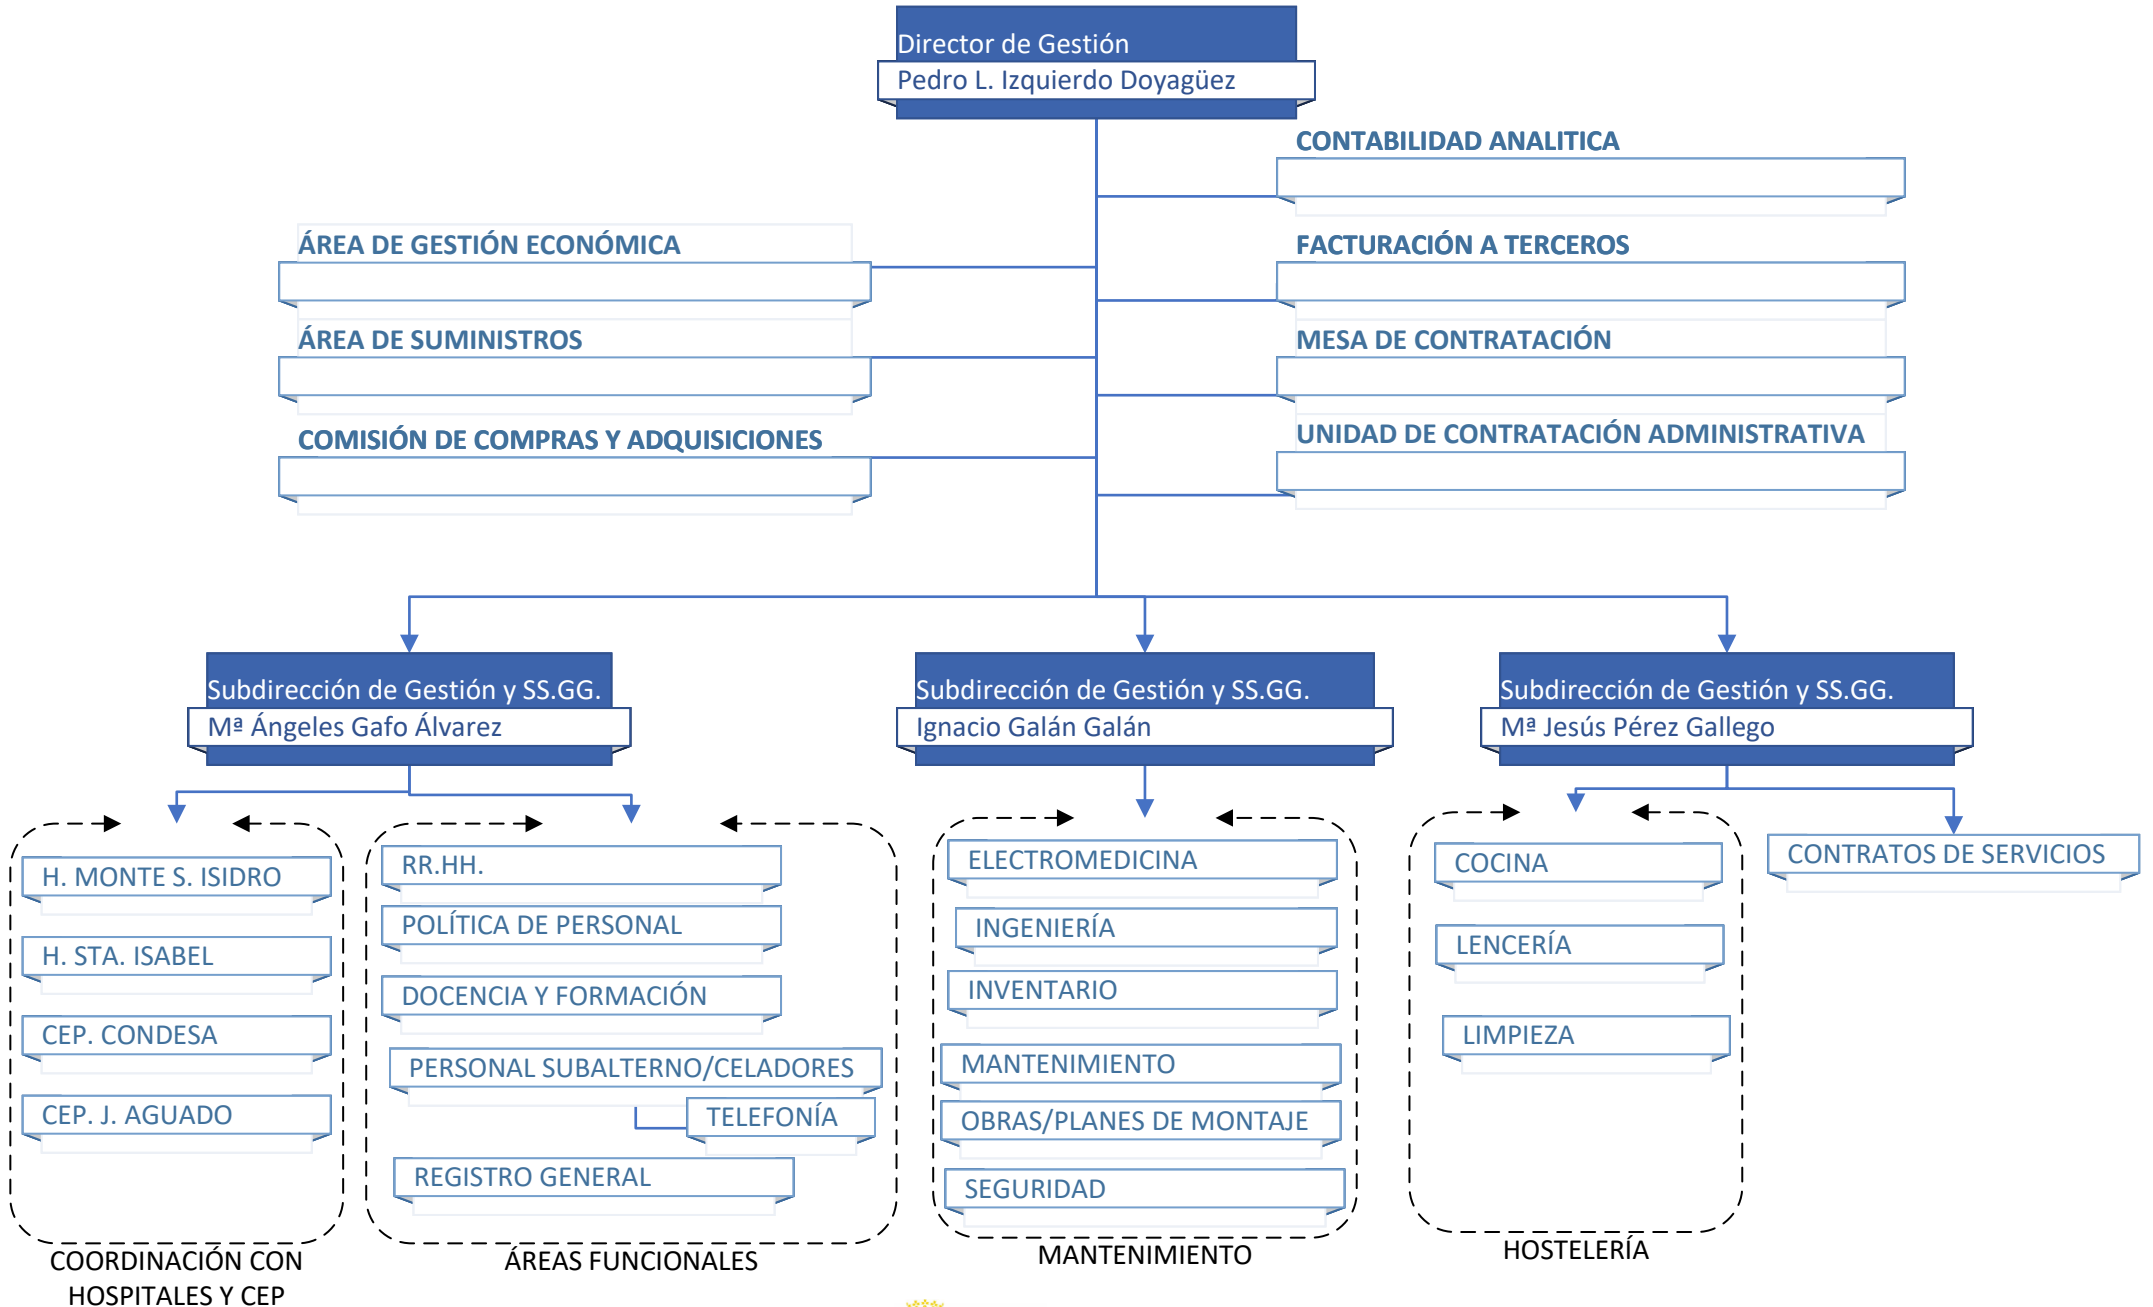 Director de Gestión
Pedro L. Izquierdo Doyagüez
CONTABILIDAD ANALITICA
ÁREA DE GESTIÓN ECONÓMICA
FACTURACIÓN A TERCEROS
ÁREA DE SUMINISTROS
MESA DE CONTRATACIÓN
COMISIÓN DE COMPRAS Y ADQUISICIONES
UNIDAD DE CONTRATACIÓN ADMINISTRATIVA
Subdirección de Gestión y SS.GG.
Mª Ángeles Gafo Álvarez
Subdirección de Gestión y SS.GG.
Ignacio Galán Galán
Subdirección de Gestión y SS.GG.
Mª Jesús Pérez Gallego
H. MONTE S. ISIDRO
H. STA. ISABEL
CEP. CONDESA
CEP. J. AGUADO
COORDINACIÓN CON
HOSPITALES Y CEP
RR.HH.
POLÍTICA DE PERSONAL
DOCENCIA Y FORMACIÓN
PERSONAL SUBALTERNO/CELADORES
TELEFONÍA
REGISTRO GENERAL
ÁREAS FUNCIONALES
ELECTROMEDICINA
INGENIERÍA
INVENTARIO
MANTENIMIENTO
OBRAS/PLANES DE MONTAJE
SEGURIDAD
MANTENIMIENTO
COCINA
LENCERÍA
LIMPIEZA
HOSTELERÍA
CONTRATOS DE SERVICIOS